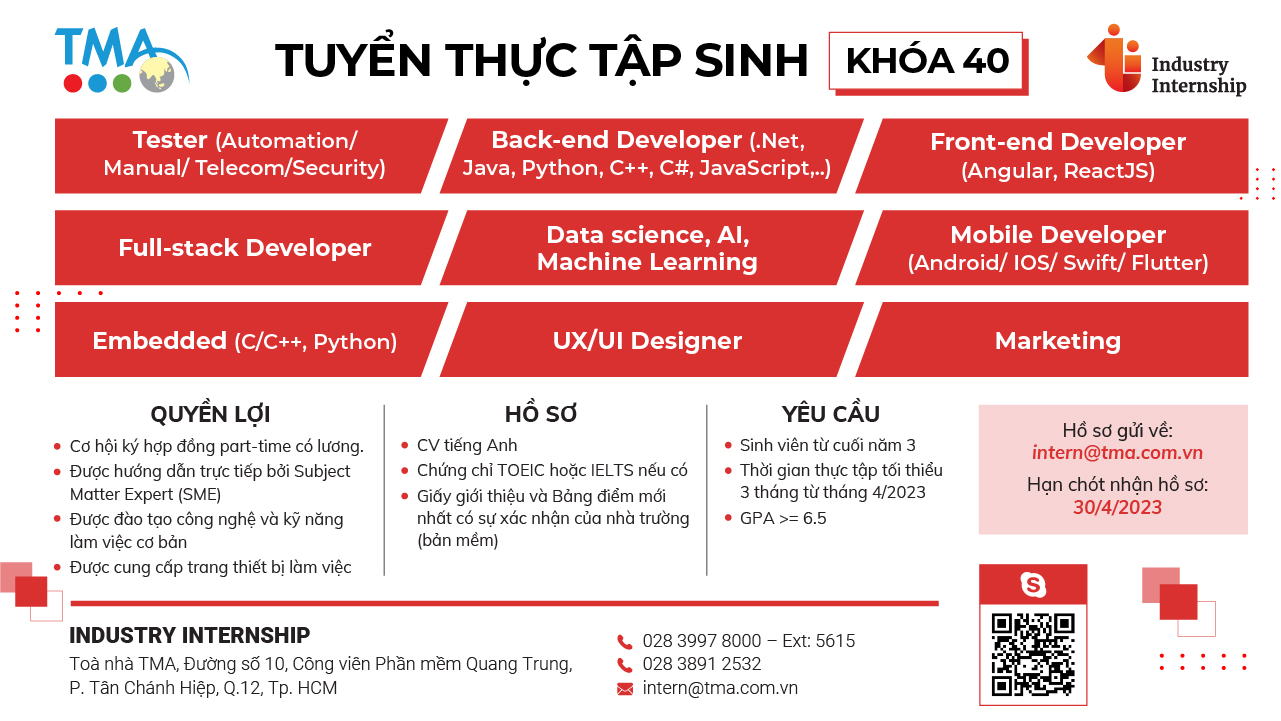 TMA
TUYỂN THỰC TẬP SINH
KHÓA 40
Industry
Internship
Tester (Automation/
Manual/ Telecom/Security)
Back-end Developer (.Net,
Java, Python, C++, C#, JavaScript,..)
Front-end Developer
(Angular, ReactJS)
Full-stack Developer
Data science, AI,
Machine Learning
Mobile Developer
(Android/ IOS/ Swift/ Flutter)
Embedded (C/C++, Python)
UX/UI Designer
Marketing
QUYỀN LỢI
Cơ hội ký hợp đồng part-time có lương.
Được hướng dẫn trực tiếp bởi Subject
Matter Expert (SME)
Được đào tạo công nghệ và kỹ năng
làm việc cơ bản
Được cung cấp trang thiết bị làm việc
HỒ SƠ
CV tiếng Anh
Chứng chỉ TOEIC hoặc IELTS nếu có
Giấy giới thiệu và Bảng điểm mới
nhất có sự xác nhận của nhà trường
(bản mềm)
YÊU CẦU
Sinh viên từ cuối năm 3
Thời gian thực tập tối thiểu
3 tháng từ tháng 4/2023
GPA >= 6.5
Hồ sơ gửi về:
intern@tma.com.vn
Hạn chót nhận hồ sơ:
30/4/2023
S
INDUSTRY INTERNSHIP
Toà nhà TMA, Đường số 10, Công viên Phần mềm Quang Trung,
P. Tân Chánh Hiệp, Q.12, Tp. HCM
028 3997 8000 – Ext: 5615
028 3891 2532
intern@tma.com.vn